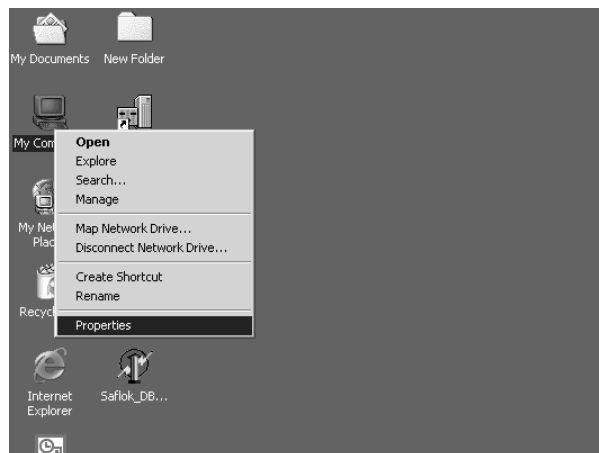 My Documents
New Folder
My Com
Open
Explore
Search...
Manage
My Ne
Plac
Map Network Drive...
Disconnect Network Drive...
Create Shortcut
Rename
Recycl
Properties
Internet
Explorer
Saflok_DB...